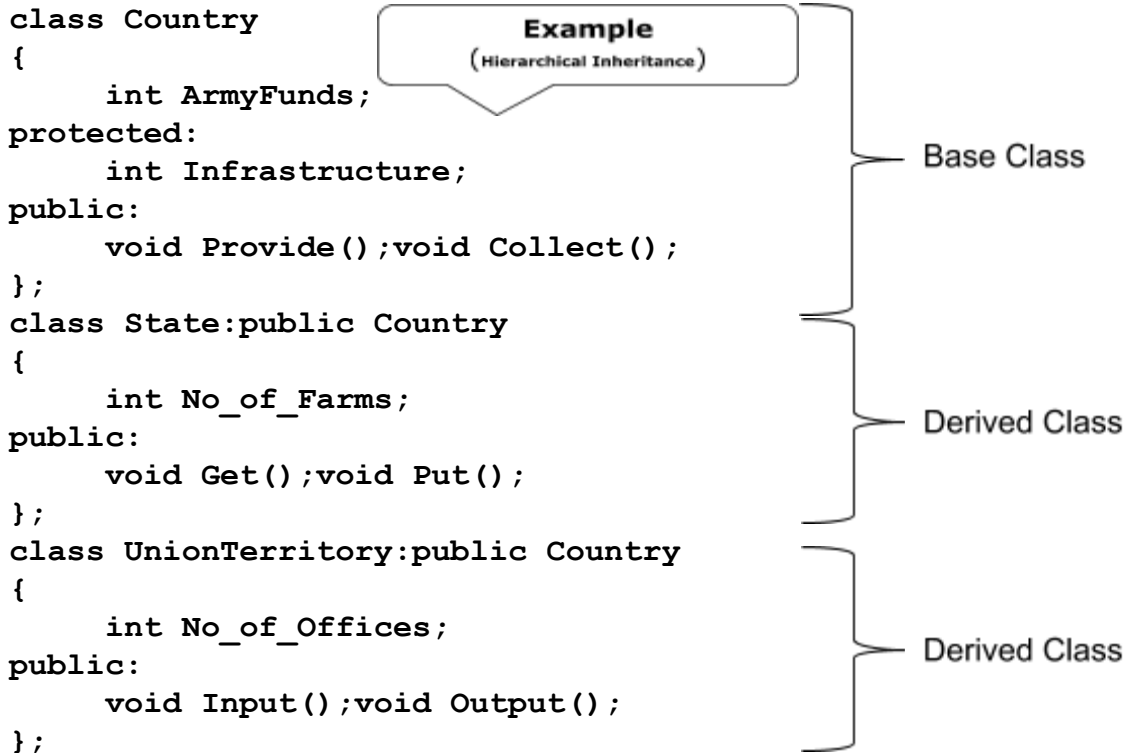 class Country
Example
{
(Hierarchical Inheritance)
int ArmyFunds;
protected:
int Infrastructure;
Base Class
public:
void Provide();void Collect();
};
class State:public Country
{
int No_of_Farms;
Derived Class
public:
void Get();void Put();
};
class UnionTerritory:public Country
{
int No_of_Offices;
Derived Class
public:
void Input();void Output();
};